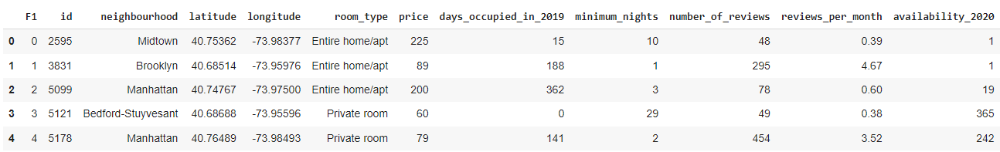 F1 id neighbourhood latitude longitude room_type price days_occupied_in_2019 minimum_nights number_of_reviews reviews_per_month availability_2020
0 0 2595 Midtown 40.75362 -73.98377 Entire home/apt 225 15 10 48 0.39 1
1 1 3831 Brooklyn 40.68514 -73.95976 Entire home/apt 89 188 1 295 4.67 1
2 2 5099 Manhattan 40.74767 -73.97500 Entire home/apt 200 362 3 78 0.60 19
3 3 5121 Bedford-Stuyvesant 40.68688 -73.95596 Private room 60 0 29 49 0.38 365
4 4 5178 Manhattan 40.76489 -73.98493 Private room 79 141 2 454 3.52 242